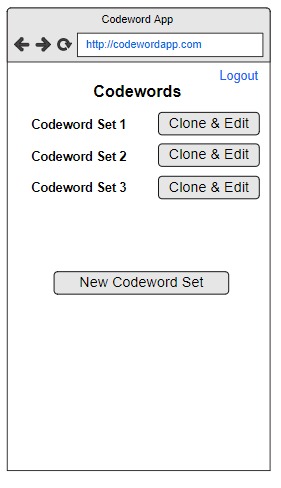 Codeword App
http://codewordapp.com
Logout
Codewords
Codeword Set 1 Clone & Edit
Codeword Set 2 Clone & Edit
Codeword Set 3 Clone & Edit
New Codeword Set